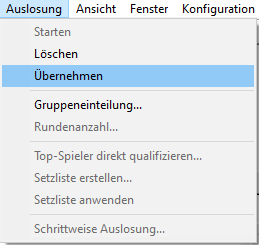 Auslosung Ansicht Fenster Konfiguration
Starten
Löschen
Übernehmen
Gruppeneinteilung...
Rundenanzahl...
Top-Spieler direkt qualifizieren...
Setzliste erstellen...
Setzliste anwenden
Schrittweise Auslosung...